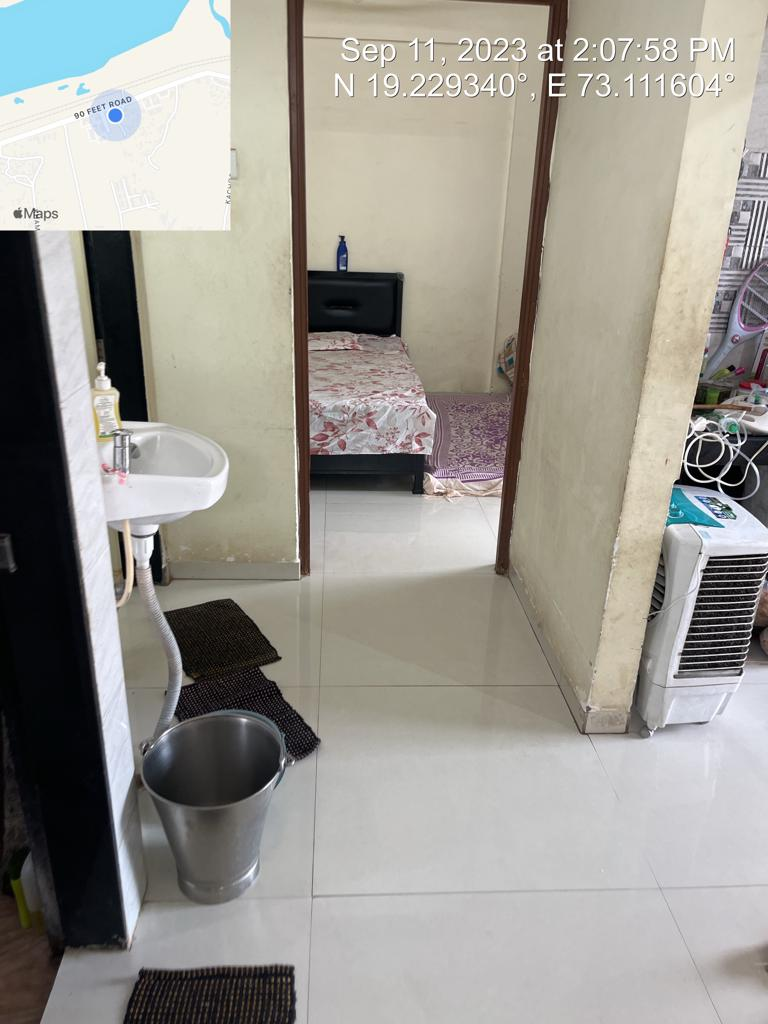 Sep 11, 2023 at 2:07:58 PM
N 19.229340°, E 73.111604°
90 FEET ROAD
Maps